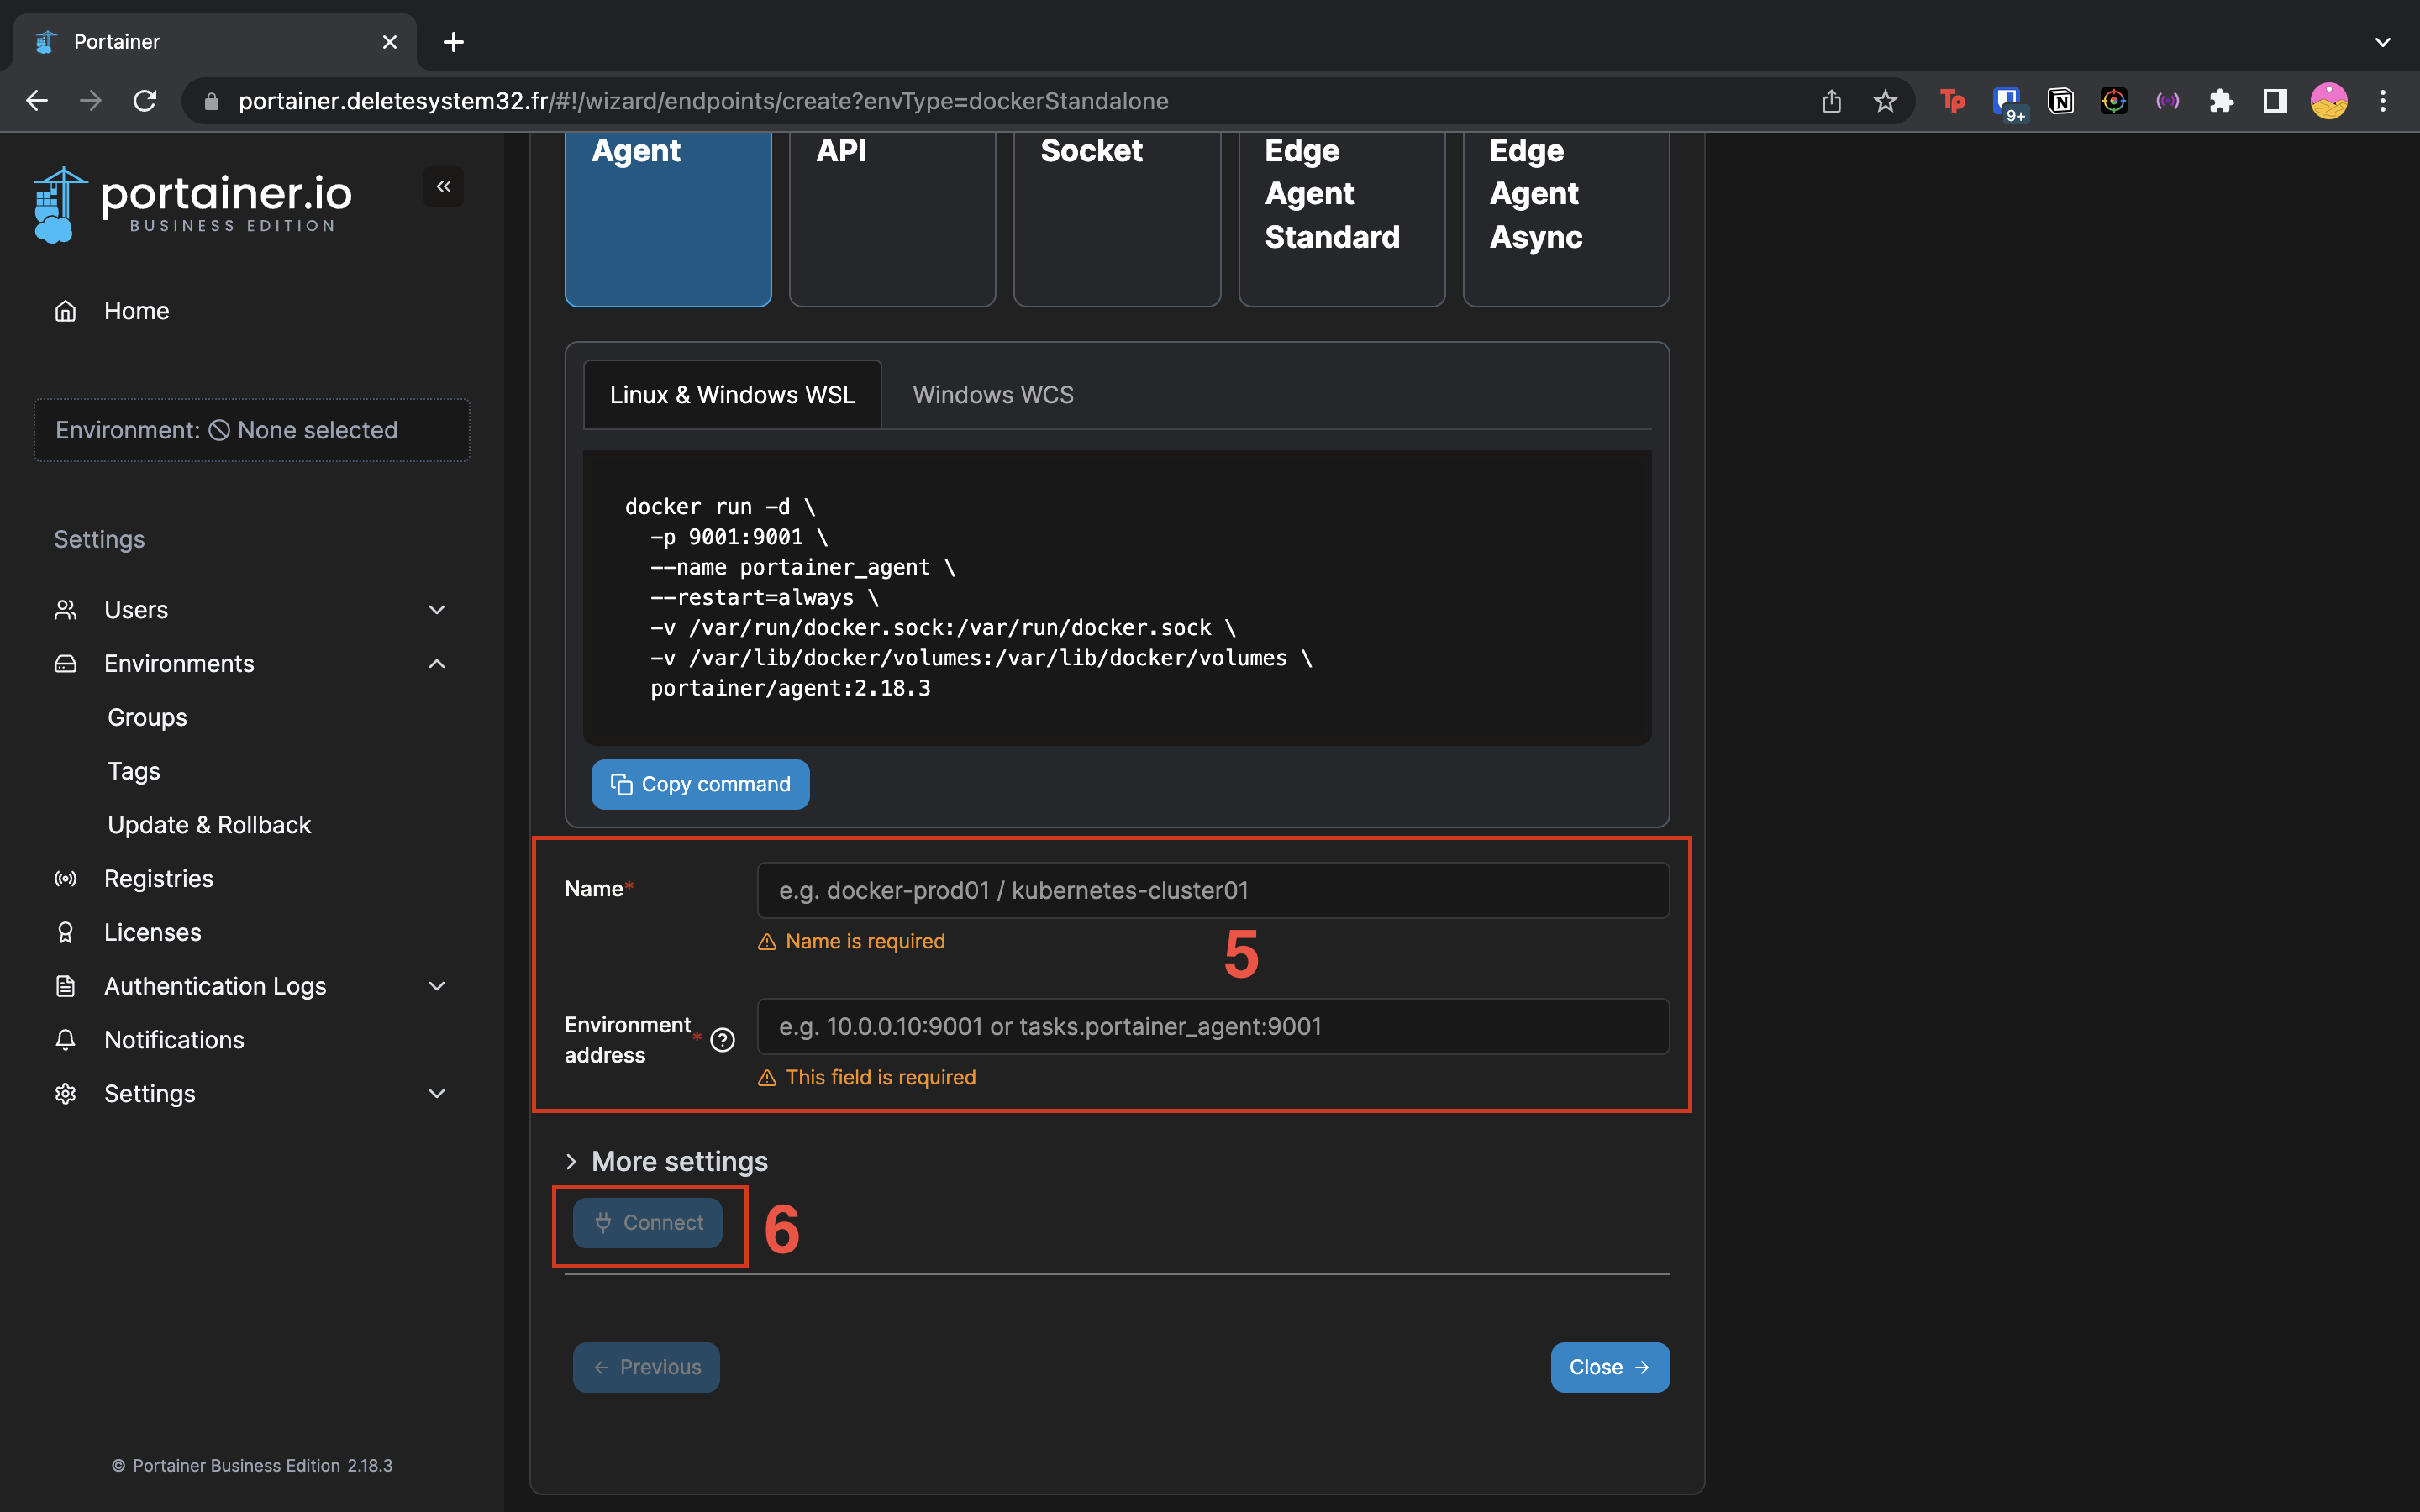 Portainer
portainer.deletesystem32.fr/#!/wizard/endpoints/create?envType=dockerStandalone
Tp
9+
N
portainer.io
BUSINESS EDITION
Home
Environment: None selected
Settings
Users
Environments
Groups
Tags
Update & Rollback
Registries
Licenses
Authentication Logs
Notifications
Settings
© Portainer Business Edition 2.18.3
Agent
API
Socket
Edge
Agent
Standard
Edge
Agent
Async
Linux & Windows WSL
Windows WCS
docker run -d \
-p 9001:9001 \
--name portainer_agent \
--restart=always \
-v /var/run/docker.sock:/var/run/docker.sock \
-v /var/lib/docker/volumes:/var/lib/docker/volumes \
portainer/agent:2.18.3
Copy command
Name*
e.g. docker-prod01 / kubernetes-cluster01
Name is required
5
Environment
address
*
?
e.g. 10.0.0.10:9001 or tasks.portainer_agent:9001
This field is required
More settings
Connect
6
Previous
Close